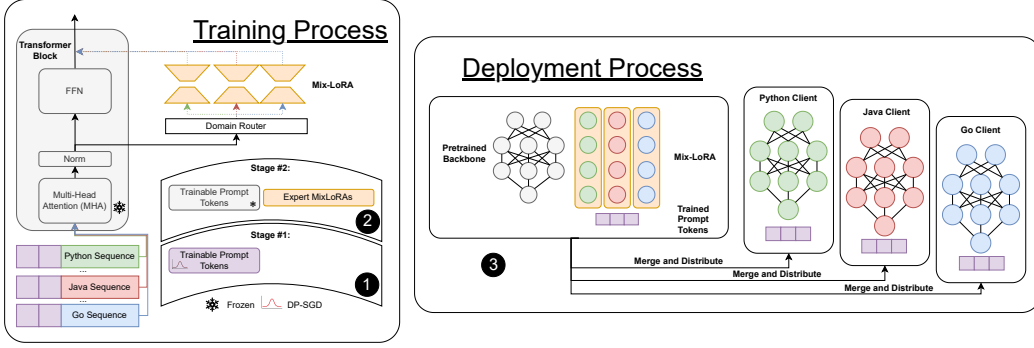 Training Process
Transformer
Block
FFN
Norm
Multi-Head
Attention (MHA)
Mix-LoRA
Domain Router
Stage #2:
Trainable Prompt
Tokens
Expert MixLoRAs
2
Stage #1:
Trainable Prompt
Tokens
1
Frozen
DP-SGD
Python Sequence
...
Java Sequence
...
Go Sequence
Deployment Process
Pretrained
Backbone
Mix-LoRA
Trained
Prompt
Tokens
3
Python Client
Java Client
Go Client
Merge and Distribute
Merge and Distribute
Merge and Distribute